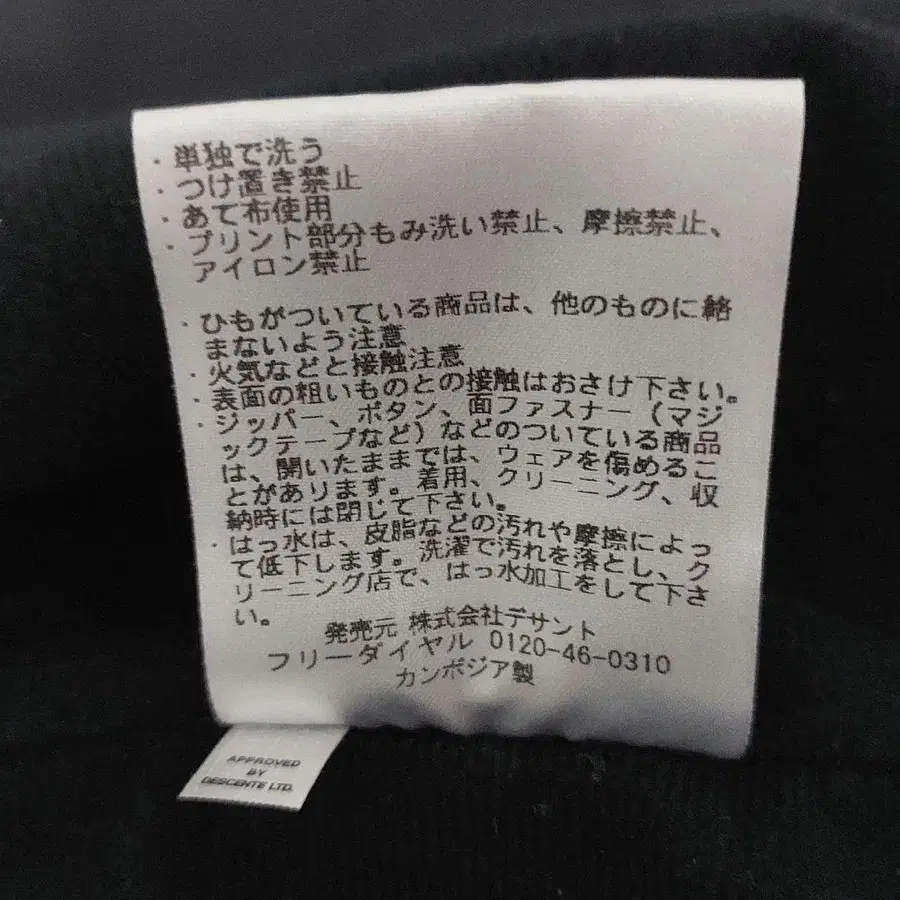 ・単独で洗う
・つけ置き禁止
・あて布使用
・プリント部分もみ洗い禁止、摩擦禁止、
アイロン禁止
・ひもがついている商品は、他のものに絡
まないよう注意
・火気などと接触注意
・表面の粗いものとの接触はおさけ下さい。
・ジッパー、ボタン、面ファスナー（マジ
ックテープなど）などのついている商品
は、開いたままでは、ウェアを傷めるこ
とがあります。着用、クリーニング、収
納時には閉じて下さい。
・はっ水は、皮脂などの汚れや摩擦によっ
て低下します。洗濯で汚れを落とし、ク
リーニング店で、はっ水加工をして下さ
い。
発売元 株式会社デサント
フリーダイヤル 0120-46-0310
カンボジア製
APPROVED
BY
DESCENTE LTD.